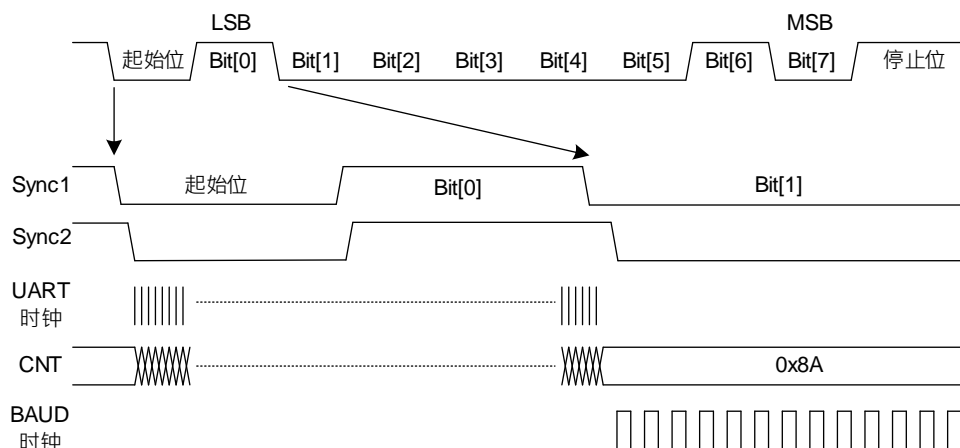 LSB MSB
起始位 Bit[0] Bit[1] Bit[2] Bit[3] Bit[4] Bit[5] Bit[6] Bit[7] 停止位
Sync1 起始位 Bit[0] Bit[1]
Sync2
UART
时钟
CNT 0x8A
BAUD
时钟